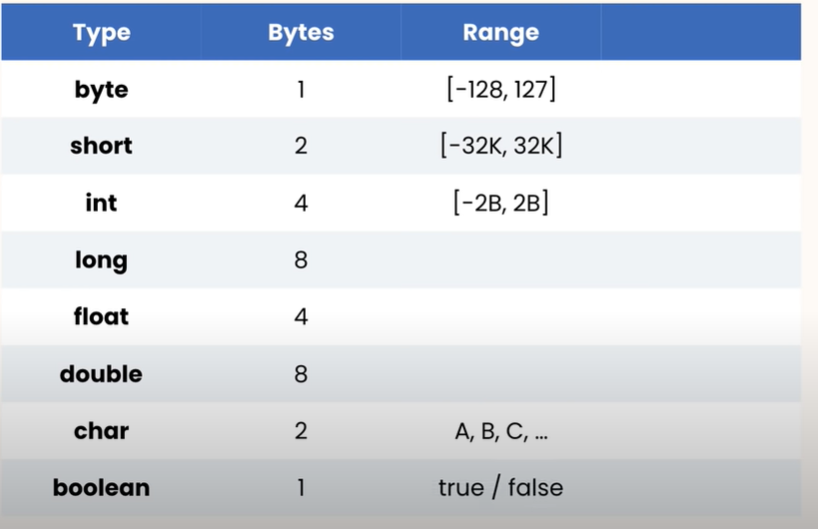 Type Bytes Range
byte 1 [-128, 127]
short 2 [-32K, 32K]
int 4 [-2B, 2B]
long 8
float 4
double 8
char 2 A, B, C, ...
boolean 1 true / false